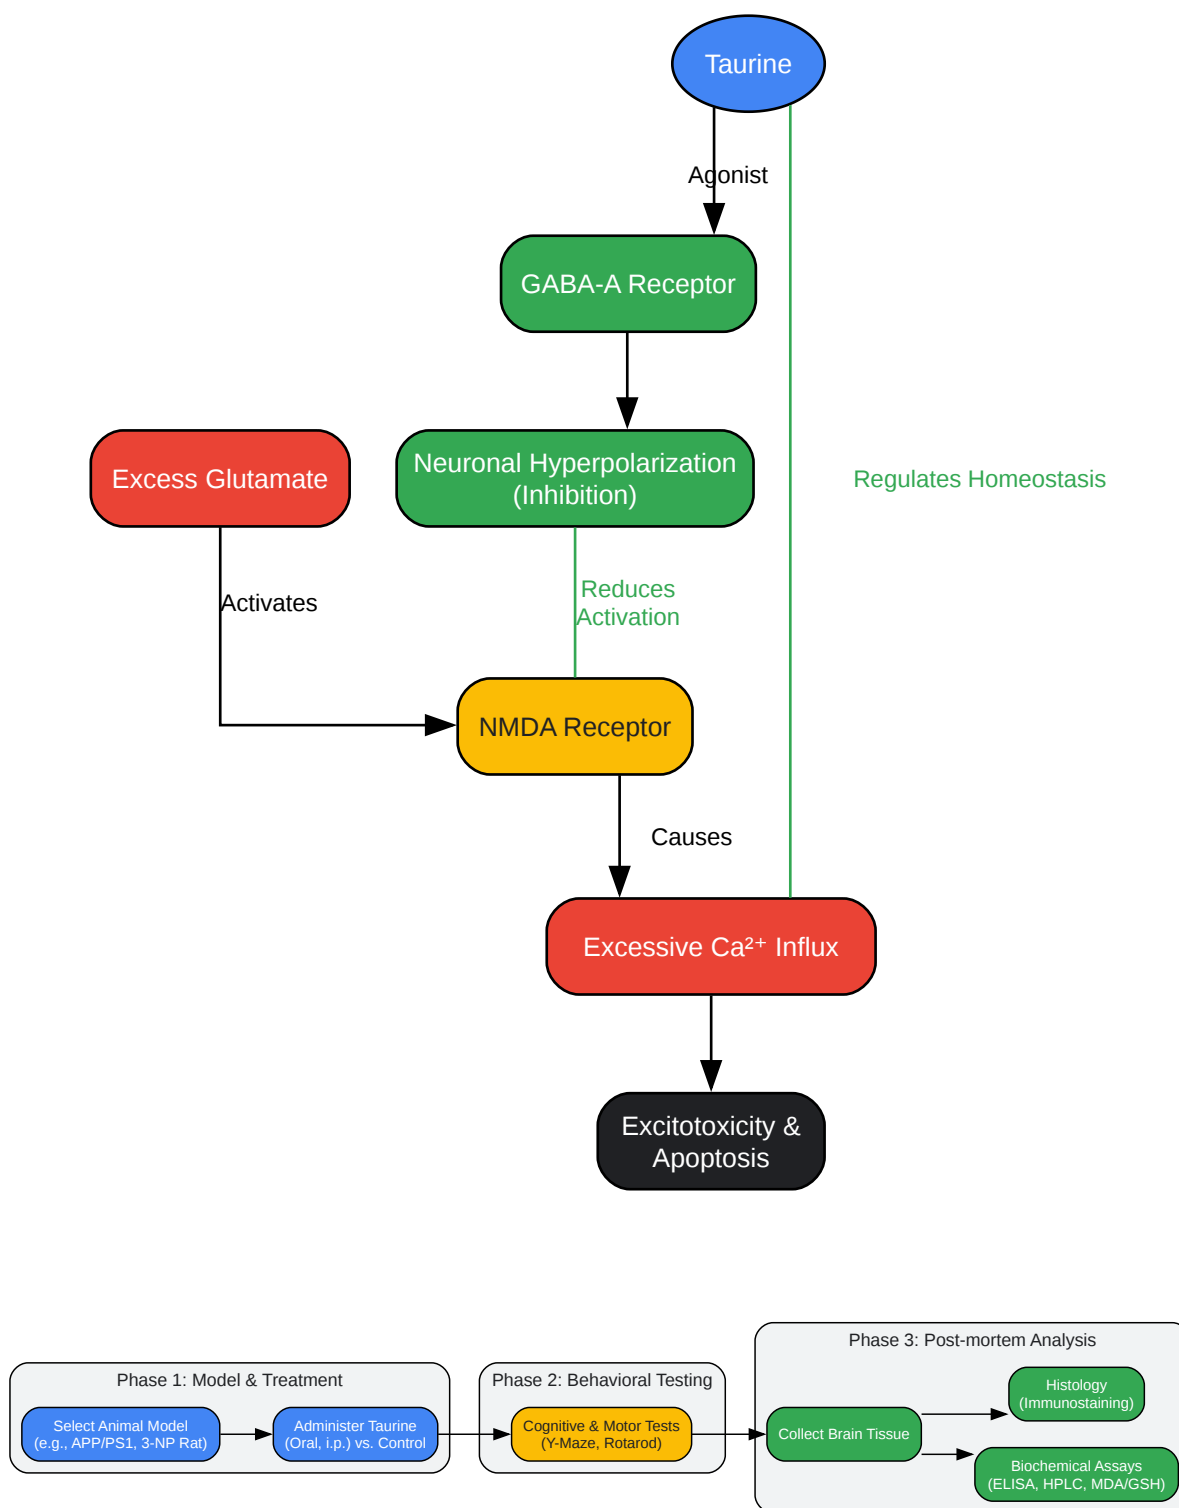 Taurine
Agonist
GABA-A Receptor
Excess Glutamate
Neuronal Hyperpolarization
(Inhibition)
Regulates Homeostasis
Activates
Reduces
Activation
NMDA Receptor
Causes
Excessive Ca²⁺ Influx
Excitotoxicity &
Apoptosis
Phase 1: Model & Treatment
Select Animal Model
(e.g., APP/PS1, 3-NP Rat)
Administer Taurine
(Oral, i.p.) vs. Control
Phase 2: Behavioral Testing
Cognitive & Motor Tests
(Y-Maze, Rotarod)
Phase 3: Post-mortem Analysis
Collect Brain Tissue
Histology
(Immunostaining)
Biochemical Assays
(ELISA, HPLC, MDA/GSH)